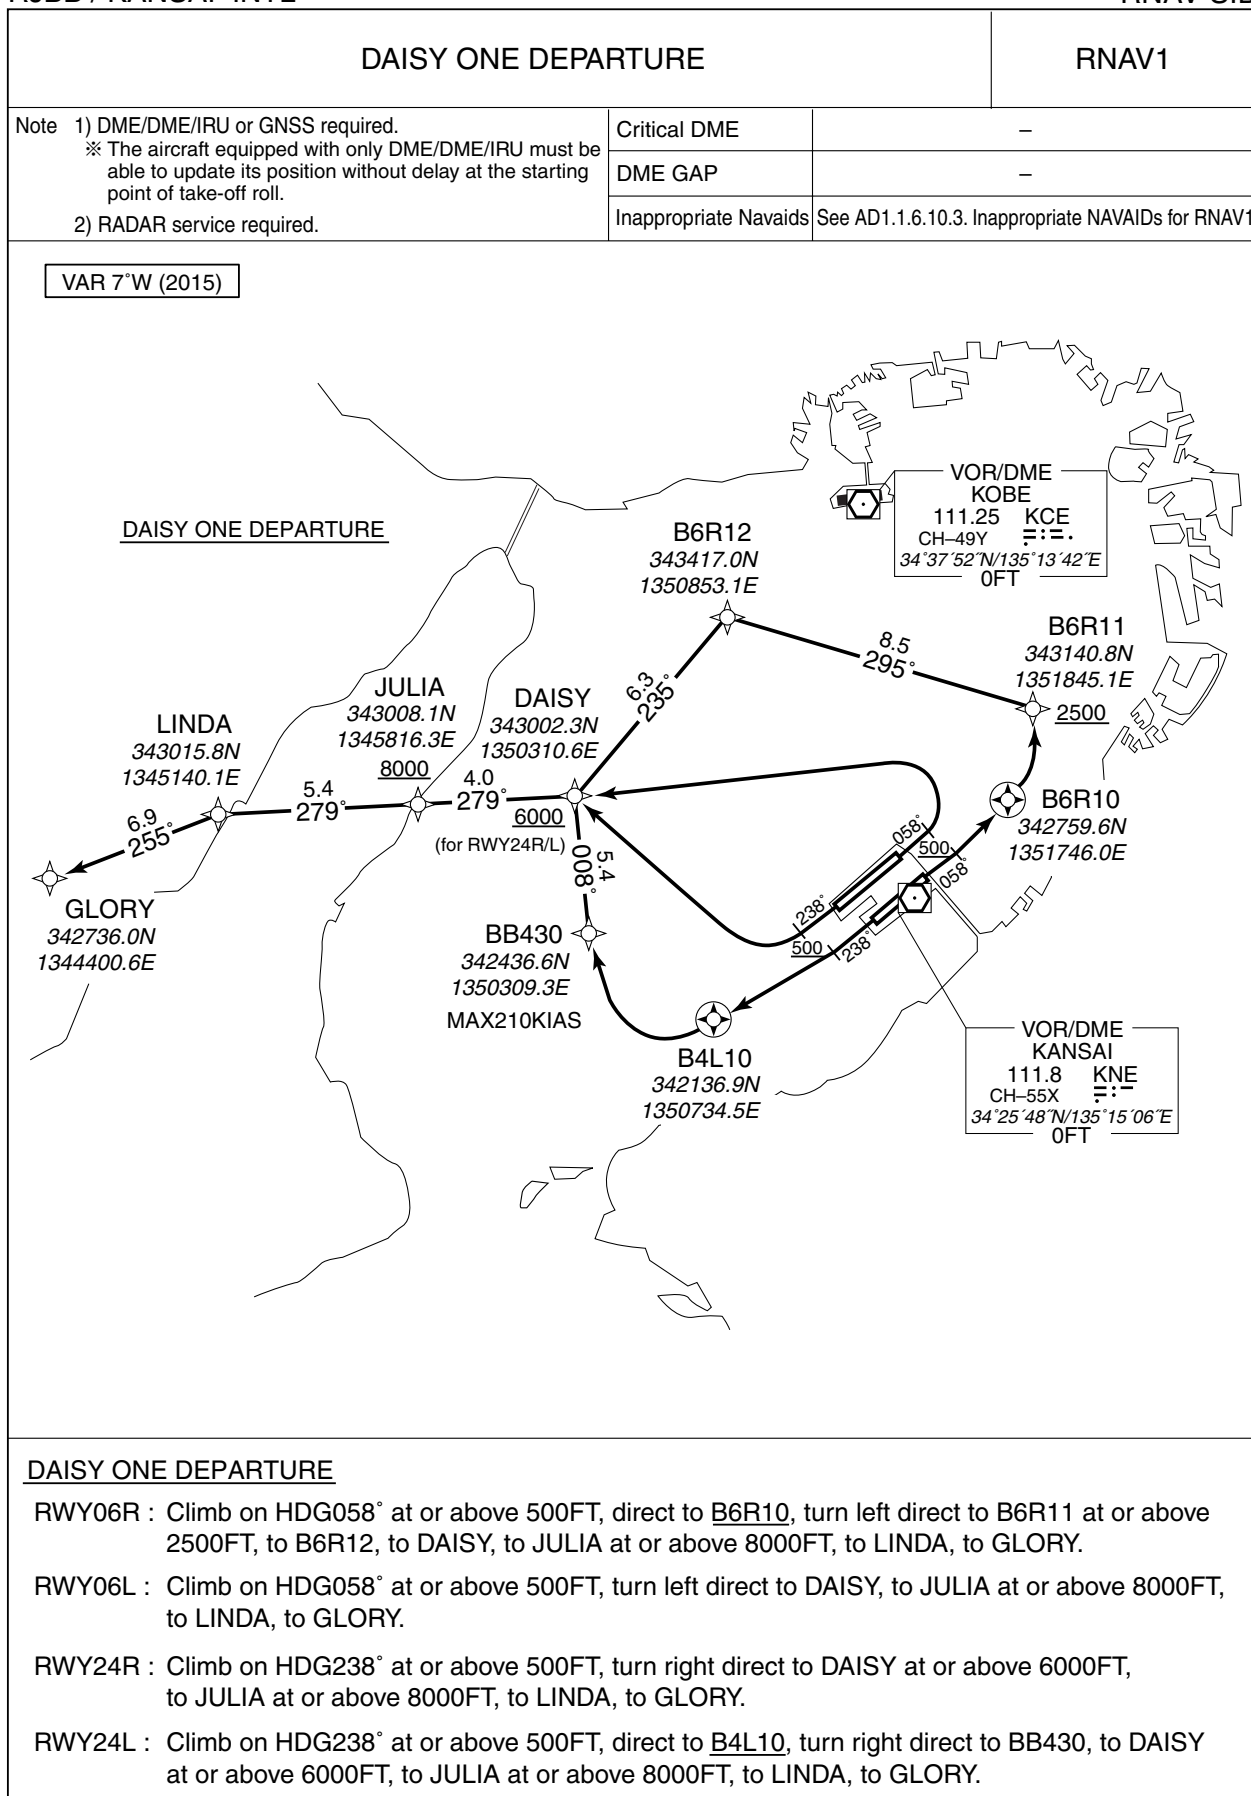 RJBB / KANSAI INTL
RNAV SID
DAISY ONE DEPARTURE
RNAV1
Note 1) DME/DME/IRU or GNSS required.
※ The aircraft equipped with only DME/DME/IRU must be
able to update its position without delay at the starting
point of take-off roll.
2) RADAR service required.
Critical DME –
DME GAP –
Inappropriate Navaids See AD1.1.6.10.3. Inappropriate NAVAIDs for RNAV1
VAR 7˚W (2015)
DAISY ONE DEPARTURE
VOR/DME
KOBE
111.25 KCE
CH–49Y
34˚37´52˝N/135˚13´42˝E
0FT
B6R12
343417.0N
1350853.1E
B6R11
343140.8N
1351845.1E
2500
8.5
295˚
6.3
235˚
JULIA
343008.1N
1345816.3E
8000
DAISY
343002.3N
1350310.6E
6000
(for RWY24R/L)
LINDA
343015.8N
1345140.1E
4.0
279˚
5.4
279˚
6.9
255˚
GLORY
342736.0N
1344400.6E
B6R10
342759.6N
1351746.0E
058˚
500
058˚
5.4
008˚
238˚
500
238˚
BB430
342436.6N
1350309.3E
MAX210KIAS
B4L10
342136.9N
1350734.5E
VOR/DME
KANSAI
111.8 KNE
CH–55X
34˚25´48˝N/135˚15´06˝E
0FT
DAISY ONE DEPARTURE
RWY06R : Climb on HDG058˚ at or above 500FT, direct to B6R10, turn left direct to B6R11 at or above
2500FT, to B6R12, to DAISY, to JULIA at or above 8000FT, to LINDA, to GLORY.
RWY06L : Climb on HDG058˚ at or above 500FT, turn left direct to DAISY, to JULIA at or above 8000FT,
to LINDA, to GLORY.
RWY24R : Climb on HDG238˚ at or above 500FT, turn right direct to DAISY at or above 6000FT,
to JULIA at or above 8000FT, to LINDA, to GLORY.
RWY24L : Climb on HDG238˚ at or above 500FT, direct to B4L10, turn right direct to BB430, to DAISY
at or above 6000FT, to JULIA at or above 8000FT, to LINDA, to GLORY.